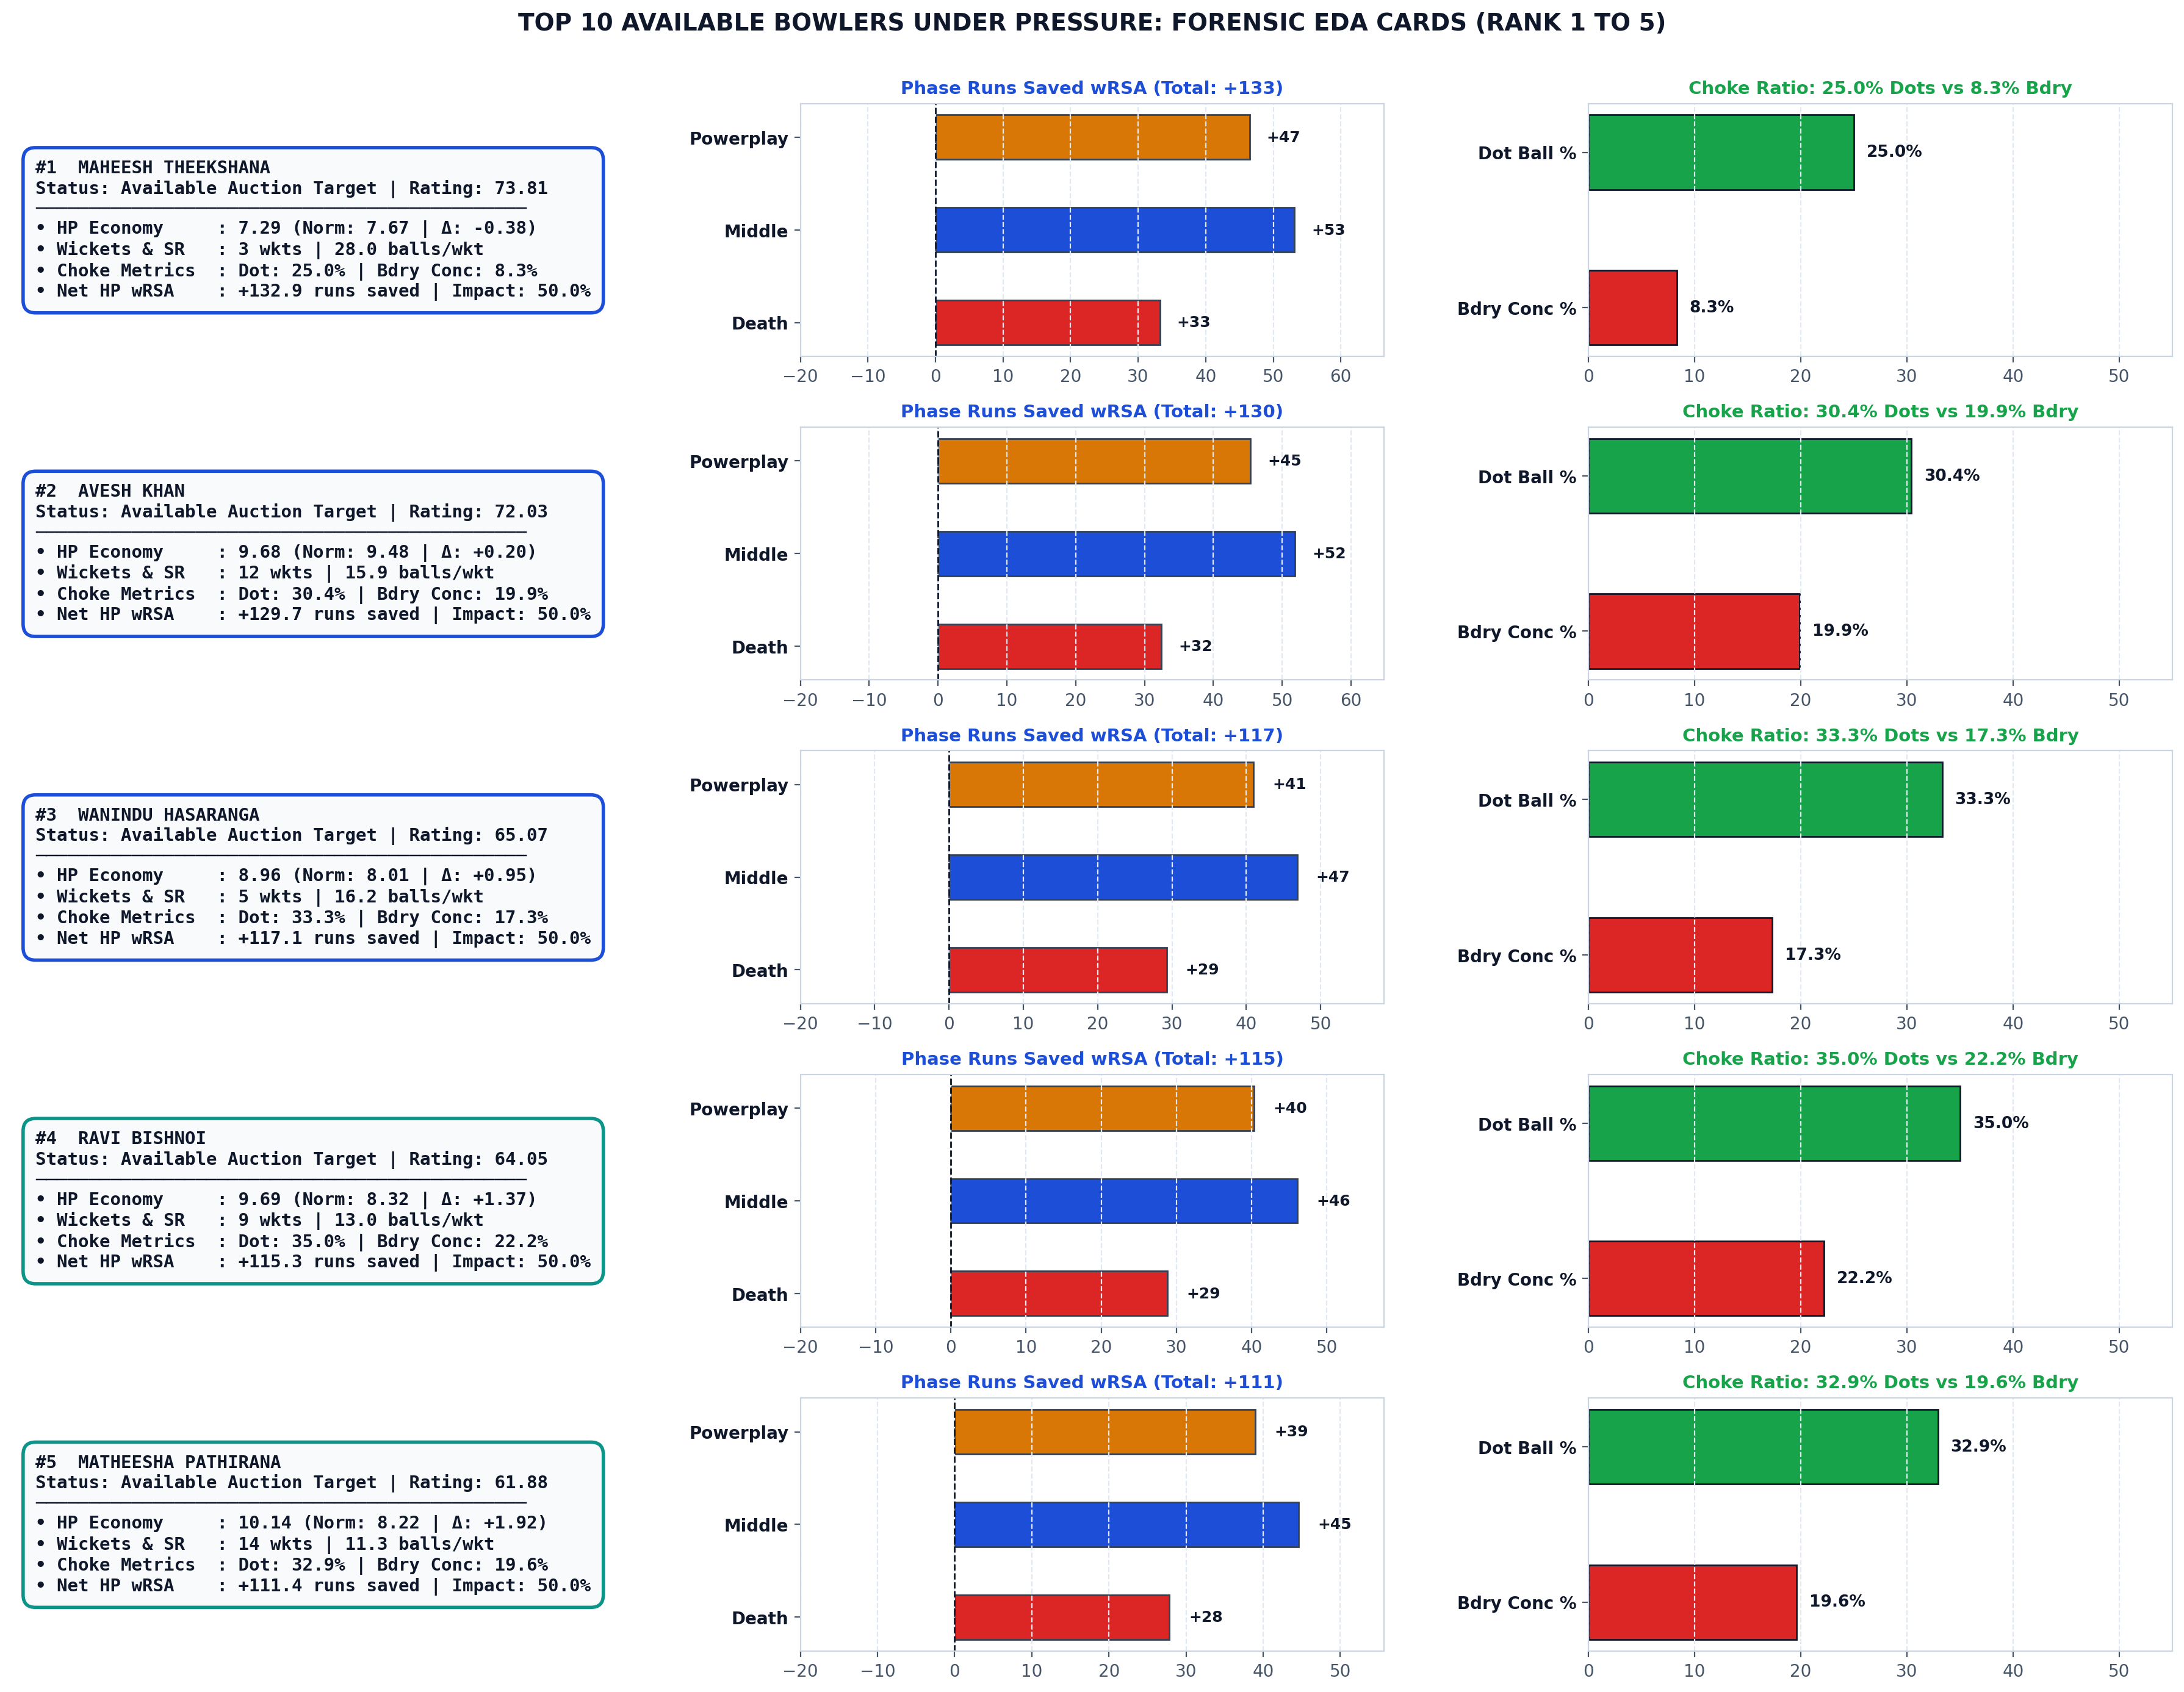 TOP 10 AVAILABLE BOWLERS UNDER PRESSURE: FORENSIC EDA CARDS (RANK 1 TO 5)
#1  MAHEESH THEEKSHANA
Status: Available Auction Target | Rating: 73.81
• HP Economy     : 7.29 (Norm: 7.67 | Δ: -0.38)
• Wickets & SR   : 3 wkts | 28.0 balls/wkt
• Choke Metrics  : Dot: 25.0% | Bdry Conc: 8.3%
• Net HP wRSA    : +132.9 runs saved | Impact: 50.0%
Phase Runs Saved wRSA (Total: +133)
Powerplay +47
Middle +53
Death +33
−20 −10 0 10 20 30 40 50 60
Choke Ratio: 25.0% Dots vs 8.3% Bdry
Dot Ball % 25.0%
Bdry Conc % 8.3%
0 10 20 30 40 50
#2  AVESH KHAN
Status: Available Auction Target | Rating: 72.03
• HP Economy     : 9.68 (Norm: 9.48 | Δ: +0.20)
• Wickets & SR   : 12 wkts | 15.9 balls/wkt
• Choke Metrics  : Dot: 30.4% | Bdry Conc: 19.9%
• Net HP wRSA    : +129.7 runs saved | Impact: 50.0%
Phase Runs Saved wRSA (Total: +130)
Powerplay +45
Middle +52
Death +32
−20 −10 0 10 20 30 40 50 60
Choke Ratio: 30.4% Dots vs 19.9% Bdry
Dot Ball % 30.4%
Bdry Conc % 19.9%
0 10 20 30 40 50
#3  WANINDU HASARANGA
Status: Available Auction Target | Rating: 65.07
• HP Economy     : 8.96 (Norm: 8.01 | Δ: +0.95)
• Wickets & SR   : 5 wkts | 16.2 balls/wkt
• Choke Metrics  : Dot: 33.3% | Bdry Conc: 17.3%
• Net HP wRSA    : +117.1 runs saved | Impact: 50.0%
Phase Runs Saved wRSA (Total: +117)
Powerplay +41
Middle +47
Death +29
−20 −10 0 10 20 30 40 50
Choke Ratio: 33.3% Dots vs 17.3% Bdry
Dot Ball % 33.3%
Bdry Conc % 17.3%
0 10 20 30 40 50
#4  RAVI BISHNOI
Status: Available Auction Target | Rating: 64.05
• HP Economy     : 9.69 (Norm: 8.32 | Δ: +1.37)
• Wickets & SR   : 9 wkts | 13.0 balls/wkt
• Choke Metrics  : Dot: 35.0% | Bdry Conc: 22.2%
• Net HP wRSA    : +115.3 runs saved | Impact: 50.0%
Phase Runs Saved wRSA (Total: +115)
Powerplay +40
Middle +46
Death +29
−20 −10 0 10 20 30 40 50
Choke Ratio: 35.0% Dots vs 22.2% Bdry
Dot Ball % 35.0%
Bdry Conc % 22.2%
0 10 20 30 40 50
#5  MATHEESHA PATHIRANA
Status: Available Auction Target | Rating: 61.88
• HP Economy     : 10.14 (Norm: 8.22 | Δ: +1.92)
• Wickets & SR   : 14 wkts | 11.3 balls/wkt
• Choke Metrics  : Dot: 32.9% | Bdry Conc: 19.6%
• Net HP wRSA    : +111.4 runs saved | Impact: 50.0%
Phase Runs Saved wRSA (Total: +111)
Powerplay +39
Middle +45
Death +28
−20 −10 0 10 20 30 40 50
Choke Ratio: 32.9% Dots vs 19.6% Bdry
Dot Ball % 32.9%
Bdry Conc % 19.6%
0 10 20 30 40 50